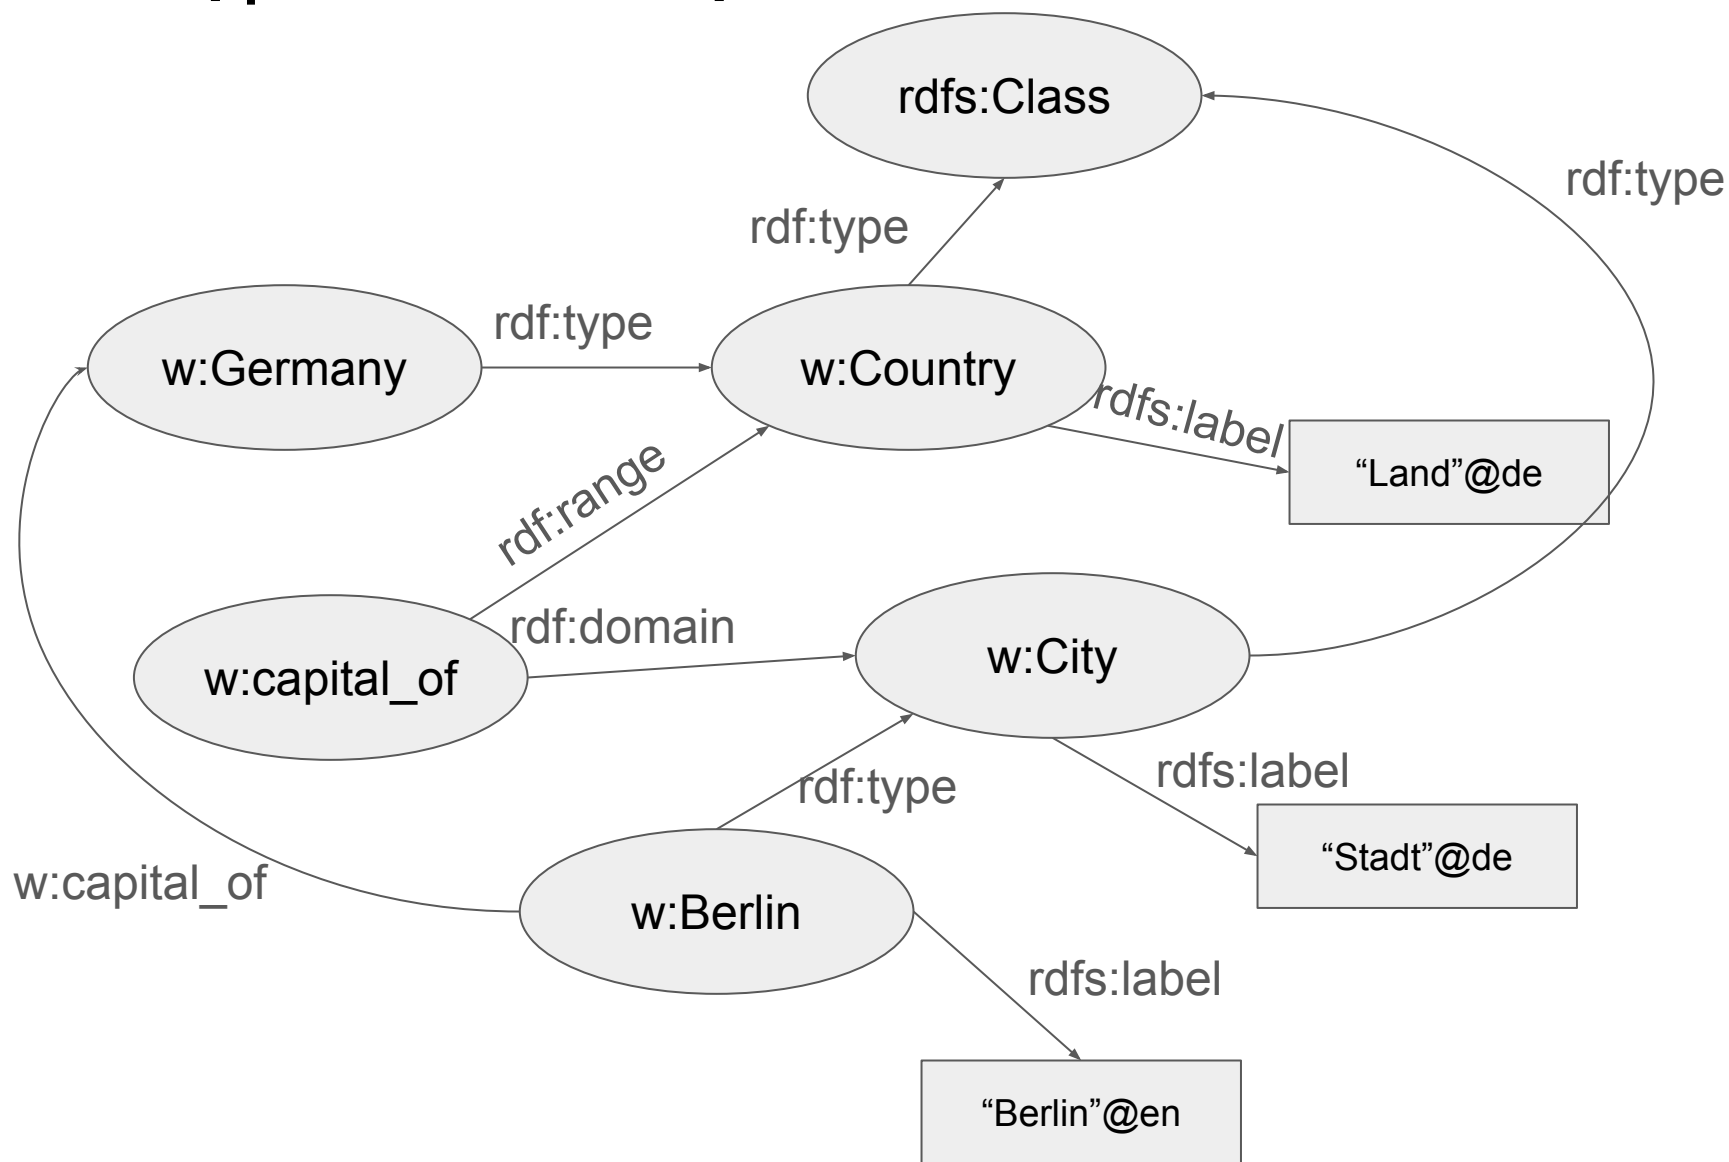 rdfs:Class
rdf:type
rdf:type
rdf:type
w:Germany
w:Country
rdfs:label
“Land”@de
rdf:range
rdf:domain
w:City
w:capital_of
rdfs:label
rdf:type
“Stadt”@de
w:capital_of
w:Berlin
rdfs:label
“Berlin”@en